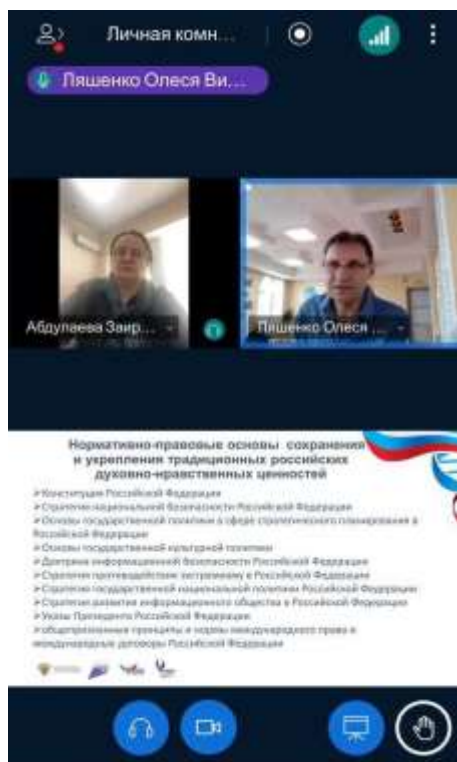 Личная комн...
Ляшенко Олеся Ви...
Абдулаева Заир...
Ляшенко Олеся ...
Нормативно-правовые основы сохранения
и укрепления традиционных российских
духовно-нравственных ценностей
➢Конституция Российской Федерации
➢Стратегия национальной безопасности Российской Федерации
➢Основы государственной политики в сфере стратегического планирования в
Российской Федерации
➢Основы государственной культурной политики
➢Доктрина информационной безопасности Российской Федерации
➢Стратегия противодействия экстремизму в Российской Федерации
➢Стратегия государственной национальной политики Российской Федерации
➢Стратегия развития информационного общества в Российской Федерации
➢Указы Президента Российской Федерации
➢общепризнанные принципы и нормы международного права и
международные договоры Российской Федерации